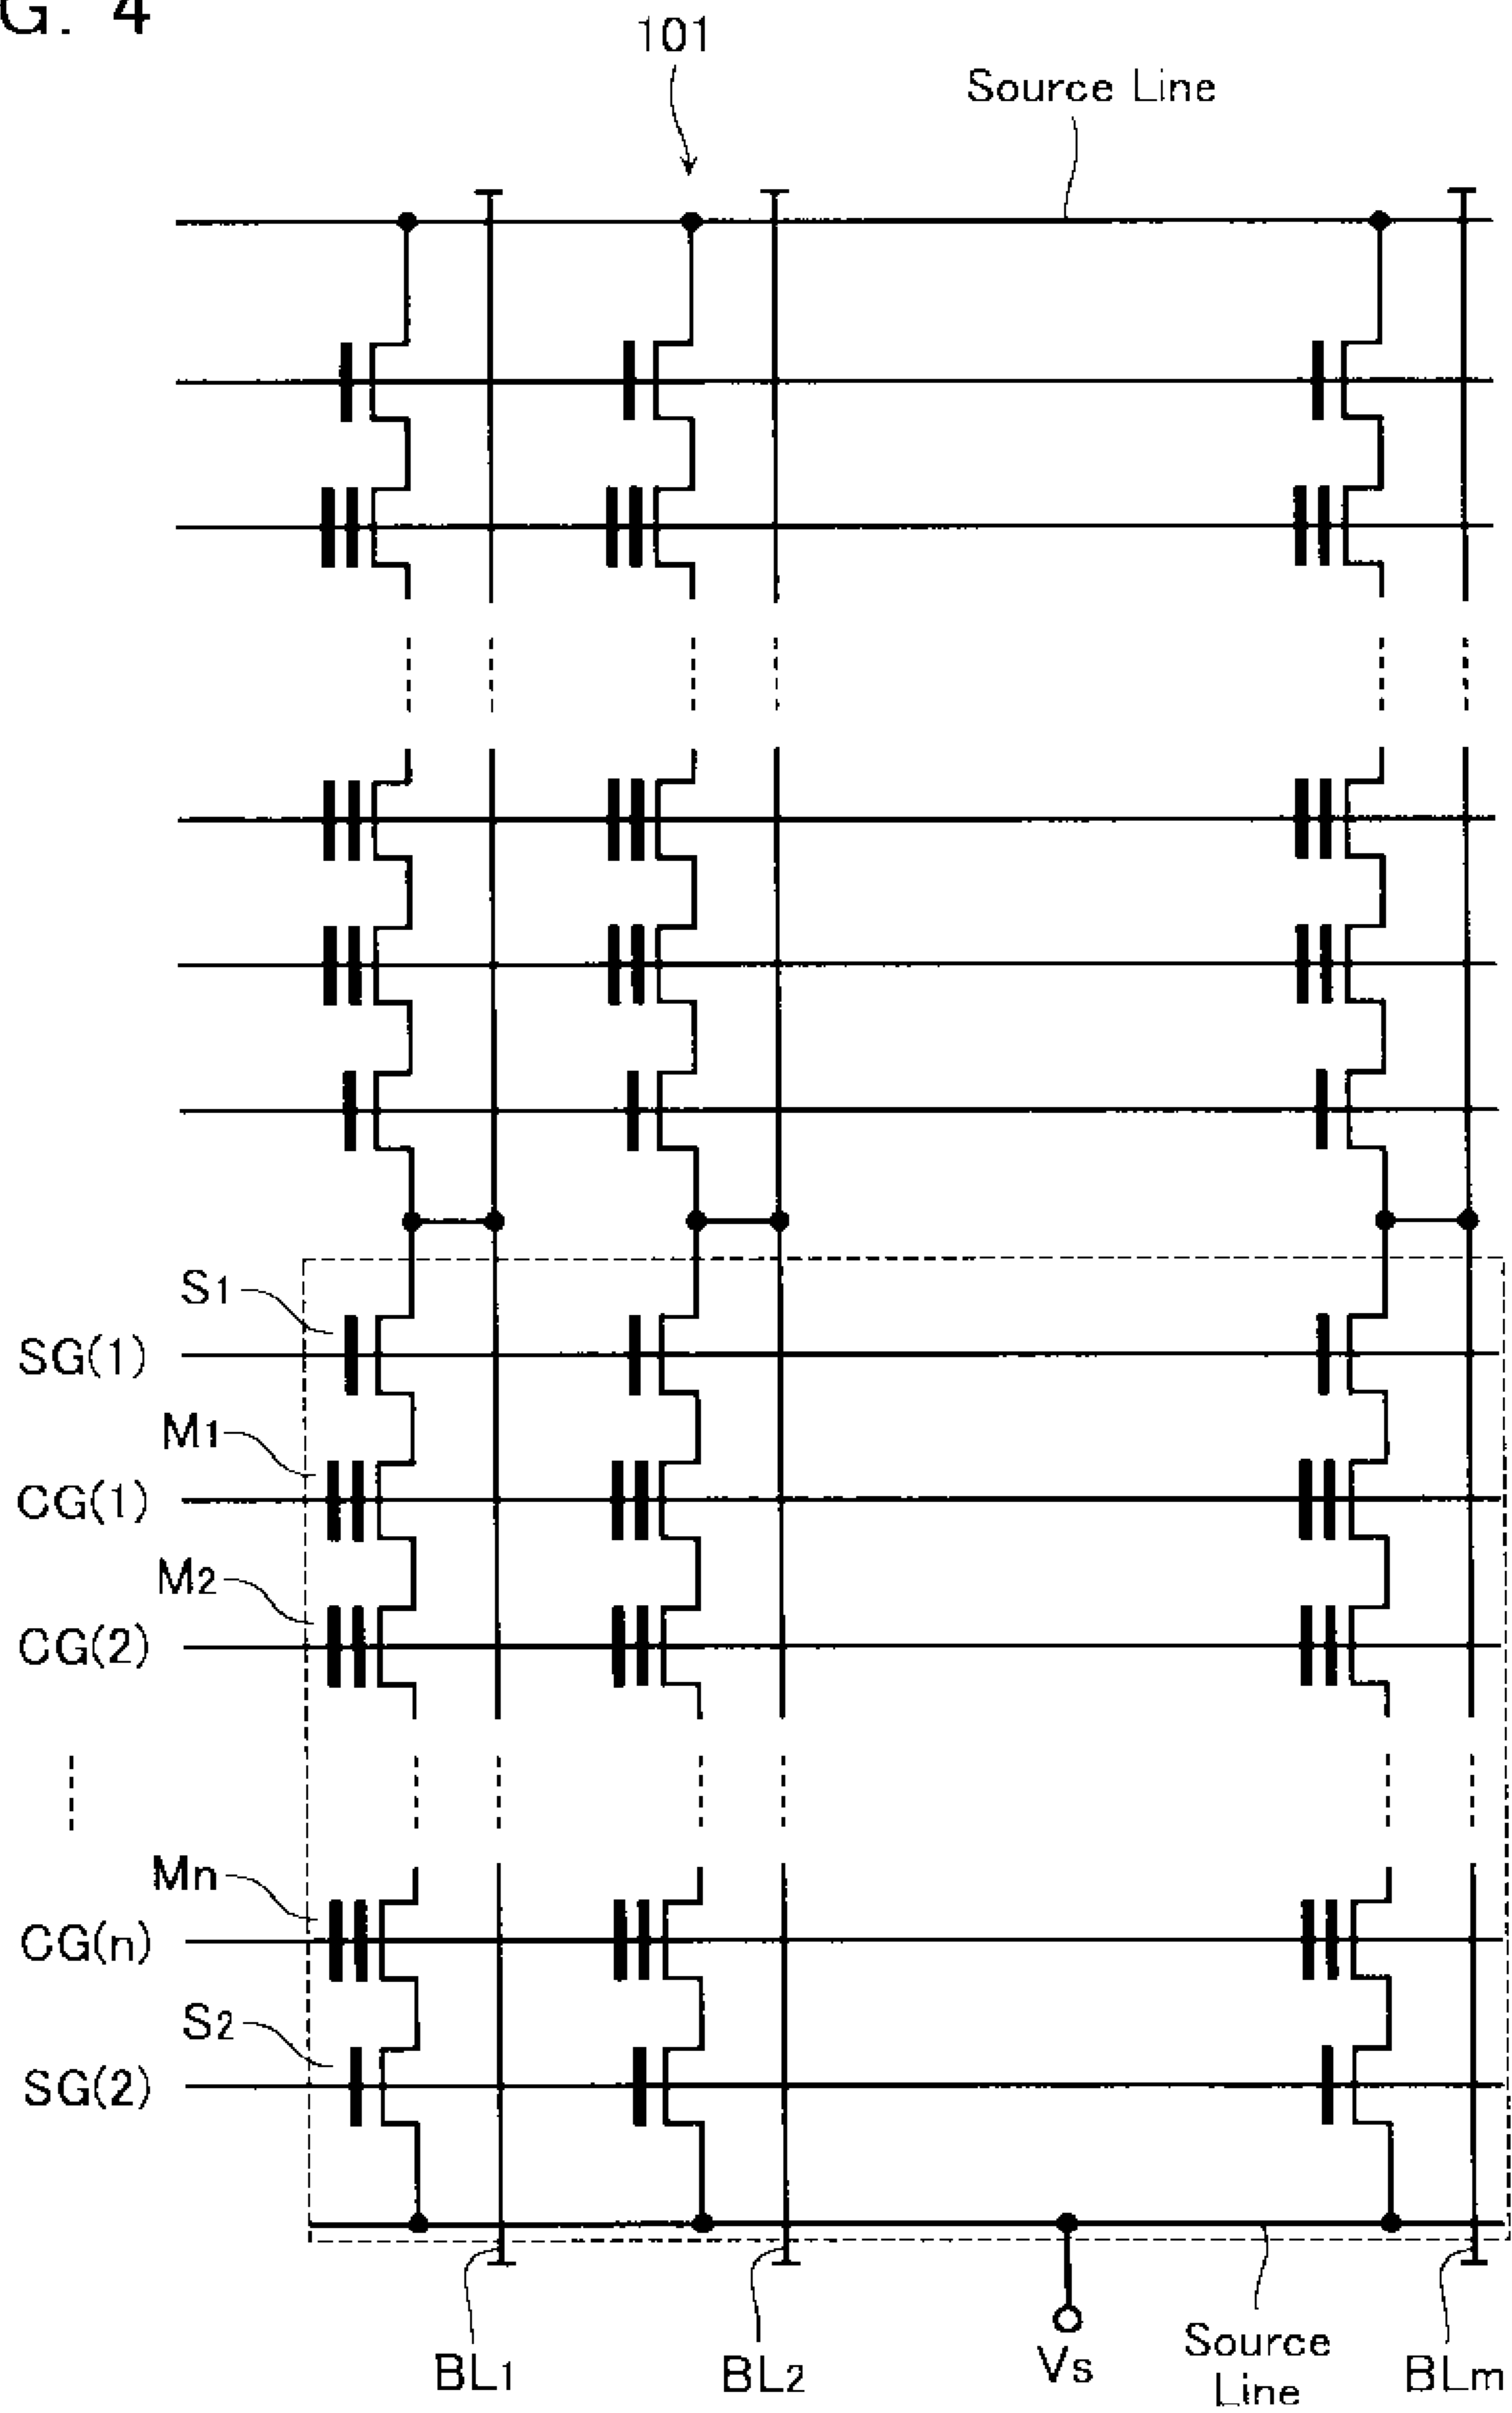 G. 4
101
Source Line
S1
SG(1)
M1
CG(1)
M2
CG(2)
Mn
CG(n)
S2
SG(2)
BL1
BL2
Vs
Source
Line
BLm